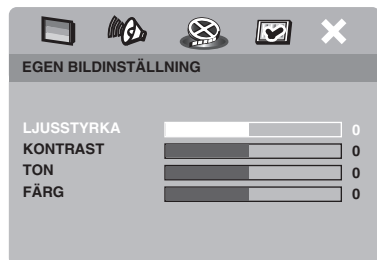 EGEN BILDINSTÄLLNING
LJUSSTYRKA 0
KONTRAST 0
TON 0
FÄRG 0